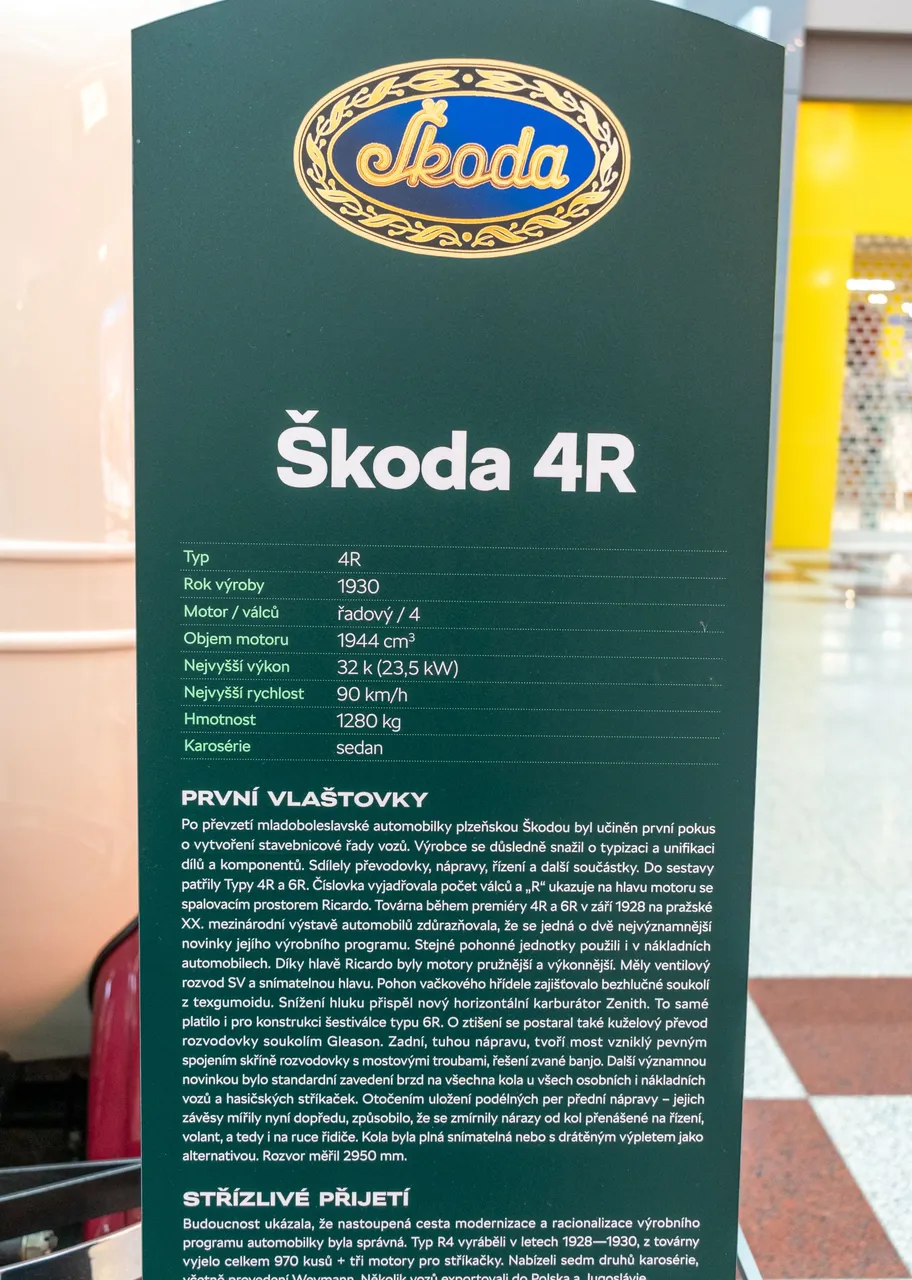 Škoda
Škoda 4R
Typ 4R
Rok výroby 1930
Motor / válců řadový / 4
Objem motoru 1944 cm³
Nejvyšší výkon 32 k (23,5 kW)
Nejvyšší rychlost 90 km/h
Hmotnost 1280 kg
Karosérie sedan
PRVNÍ VLAŠTOVKY
Po převzetí mladoboleslavské automobilky plzeňskou Škodou byl učiněn první pokus
o vytvoření stavebnicové řady vozů. Výrobce se důsledně snažil o typizaci a unifikaci
dílů a komponentů. Sdílely převodovky, nápravy, řízení a další součástky. Do sestavy
patřily Typy 4R a 6R. Číslovka vyjadřovala počet válců a „R“ ukazuje na hlavu motoru se
spalovacím prostorem Ricardo. Továrna během premiéry 4R a 6R v září 1928 na pražské
XX. mezinárodní výstavě automobilů zdůrazňovala, že se jedná o dvě nejvýznamnější
novinky jejího výrobního programu. Stejné pohonné jednotky použili i v nákladních
automobilech. Díky hlavě Ricardo byly motory pružnější a výkonnější. Měly ventilový
rozvod SV a snímatelnou hlavu. Pohon vačkového hřídele zajišťovalo bezhlučné soukolí
z texgumoidu. Snížení hluku přispěl nový horizontální karburátor Zenith. To samé
platilo i pro konstrukci šestiválce typu 6R. O ztišení se postaral také kuželový převod
rozvodovky soukolím Gleason. Zadní, tuhou nápravu, tvoří most vzniklý pevným
spojením skříně rozvodovky s mostovými troubami, řešení zvané banjo. Další významnou
novinkou bylo standardní zavedení brzd na všechna kola u všech osobních i nákladních
vozů a hasičských stříkaček. Otočením uložení podélných per přední nápravy – jejich
závěsy mířily nyní dopředu, způsobilo, že se zmírnily nárazy od kol přenášené na řízení,
volant, a tedy i na ruce řidiče. Kola byla plná snímatelná nebo s drátěným výpletem jako
alternativou. Rozvor měřil 2950 mm.
STŘÍZLIVÉ PŘIJETÍ
Budoucnost ukázala, že nastoupená cesta modernizace a racionalizace výrobního
programu automobilky byla správná. Typ R4 vyráběli v letech 1928—1930, z továrny
vyjelo celkem 970 kusů + tři motory pro stříkačky. Nabízeli sedm druhů karosérie,
včetně provedení Weymann. Několik vozů exportovali do Polska a Jugoslávie.